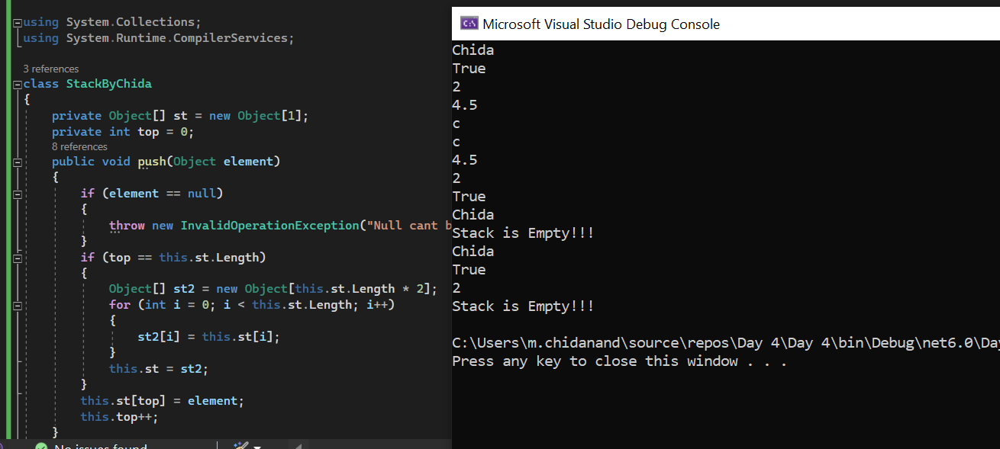 using System.Collections;
using System.Runtime.CompilerServices;
3 references
class StackByChida
{
private Object[] st = new Object[1];
private int top = 0;
8 references
public void push(Object element)
{
if (element == null)
{
throw new InvalidOperationException("Null cant b
}
if (top == this.st.Length)
{
Object[] st2 = new Object[this.st.Length * 2];
for (int i = 0; i < this.st.Length; i++)
{
st2[i] = this.st[i];
}
this.st = st2;
}
this.st[top] = element;
this.top++;
}
No issues found
C:\ Microsoft Visual Studio Debug Console
Chida
True
2
4.5
c
c
4.5
2
True
Chida
Stack is Empty!!!
Chida
True
2
Stack is Empty!!!
C:\Users\m.chidanand\source\repos\Day 4\Day 4\bin\Debug\net6.0\Day
Press any key to close this window . . .